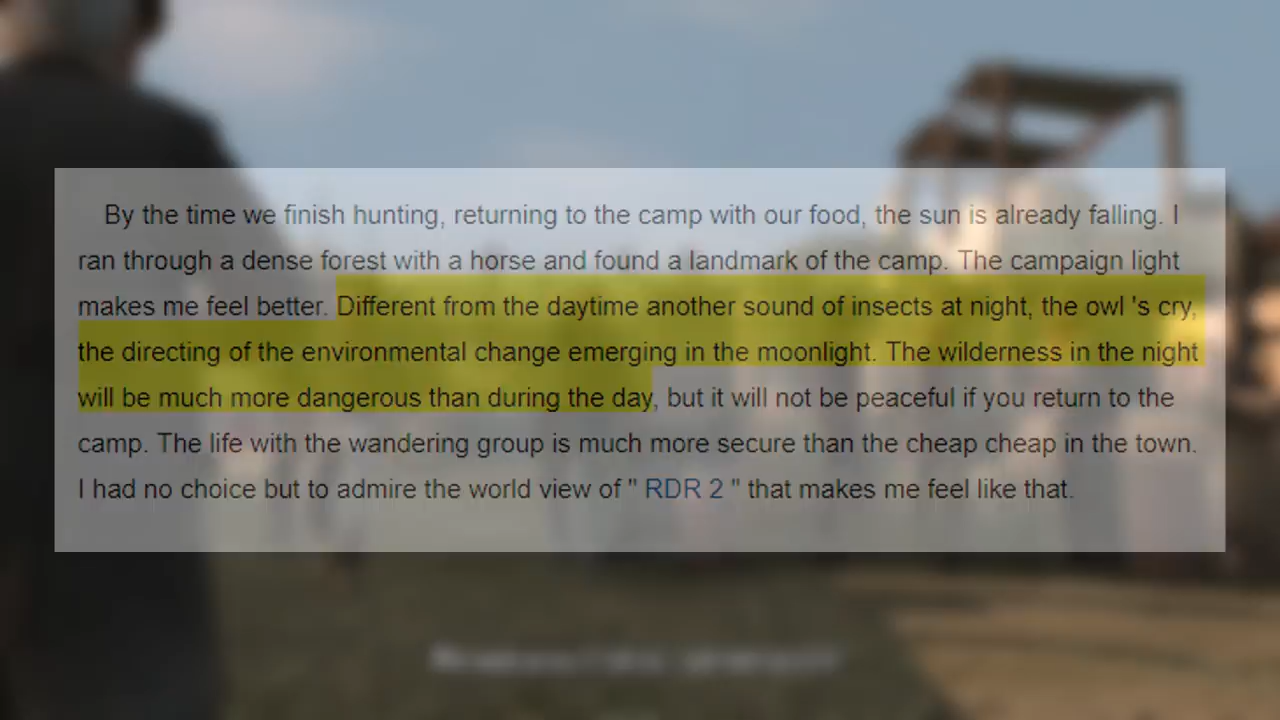 By the time we finish hunting, returning to the camp with our food, the sun is already falling. I
ran through a dense forest with a horse and found a landmark of the camp. The campaign light
makes me feel better. Different from the daytime another sound of insects at night, the owl 's cry,
the directing of the environmental change emerging in the moonlight. The wilderness in the night
will be much more dangerous than during the day, but it will not be peaceful if you return to the
camp. The life with the wandering group is much more secure than the cheap cheap in the town.
I had no choice but to admire the world view of " RDR 2 " that makes me feel like that.